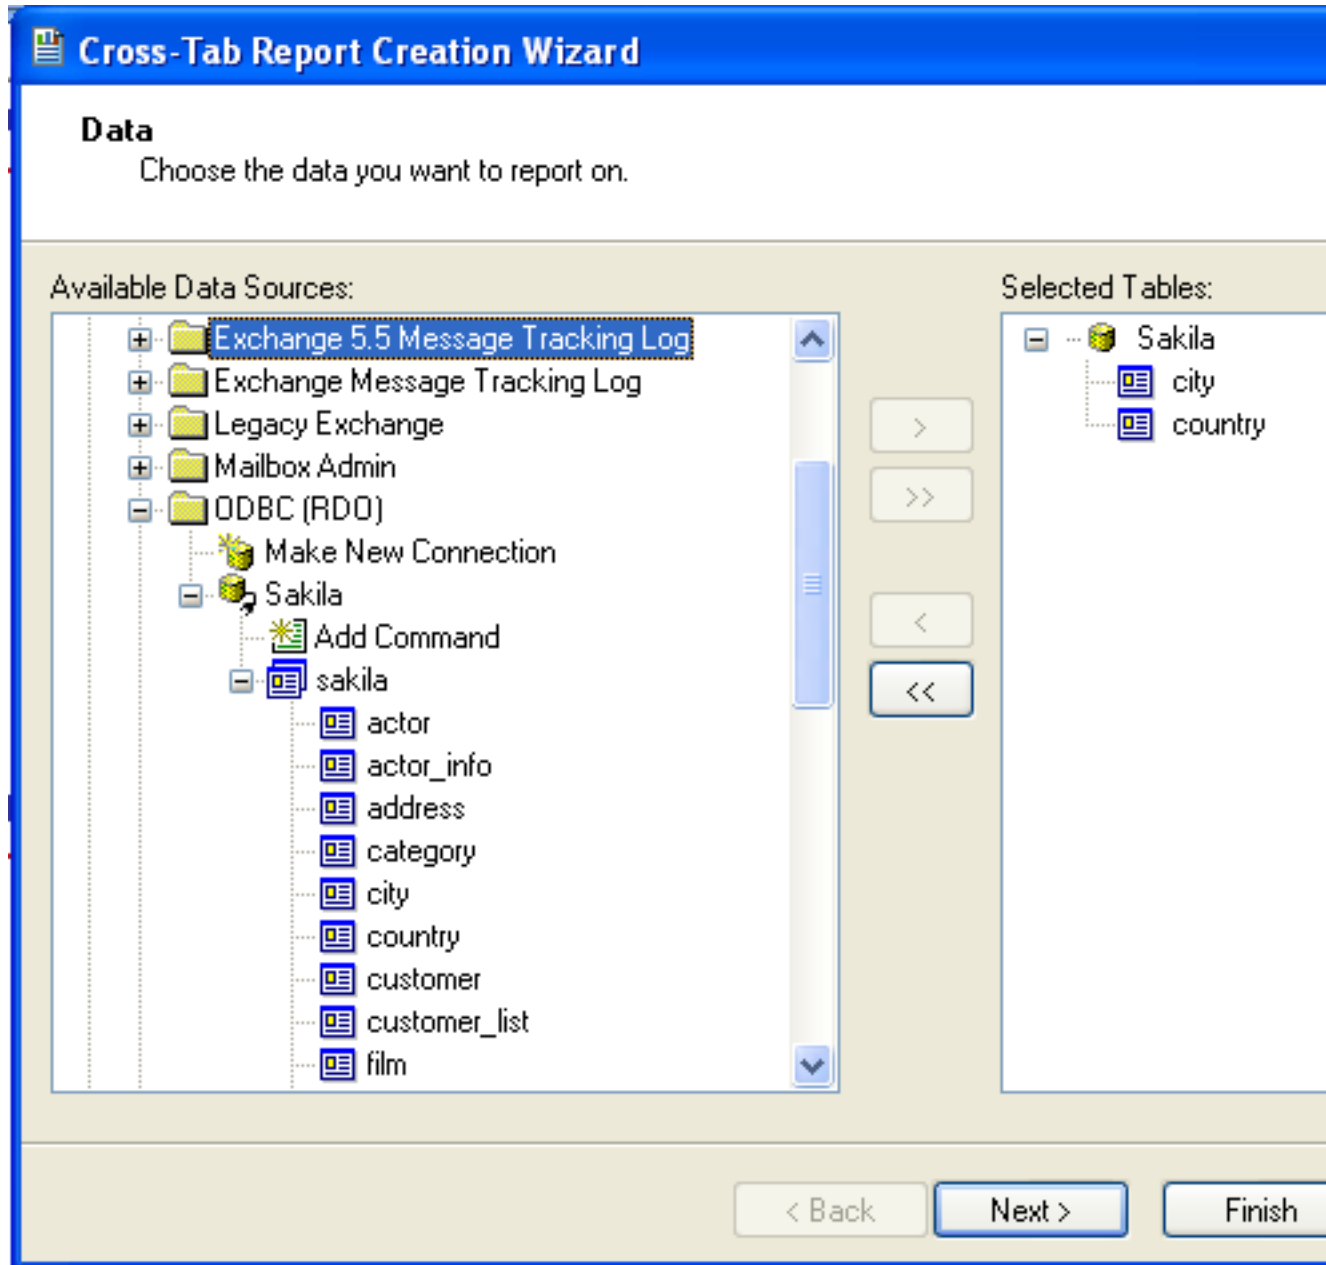 Cross-Tab Report Creation Wizard
Data
Choose the data you want to report on.
Available Data Sources:
Exchange 5.5 Message Tracking Log
Exchange Message Tracking Log
Legacy Exchange
Mailbox Admin
ODBC (RDO)
Make New Connection
Sakila
Add Command
sakila
actor
actor_info
address
category
city
country
customer
customer_list
film
>
>>
<
<<
Selected Tables:
Sakila
city
country
< Back
Next >
Finish